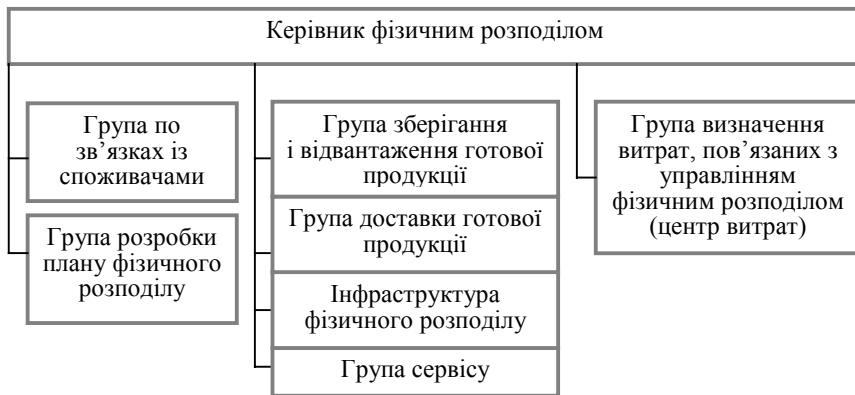 Керівник фізичним розподілом
Група по
зв’язках із
споживачами
Група розробки
плану фізичного
розподілу
Група зберігання
і відвантаження готової
продукції
Група доставки готової
продукції
Інфраструктура
фізичного розподілу
Група сервісу
Група визначення
витрат, пов’язаних з
управлінням
фізичним розподілом
(центр витрат)